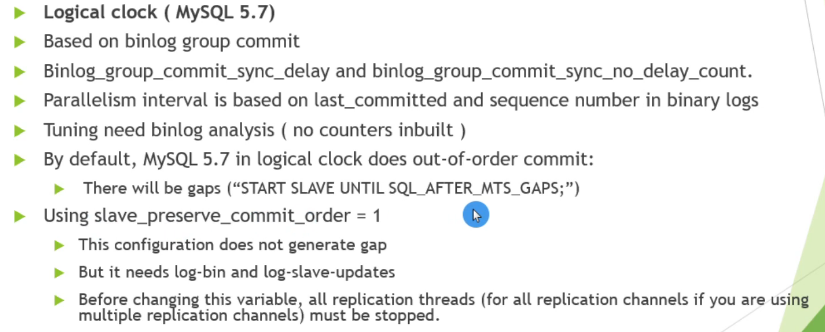 Logical clock ( MySQL 5.7)
Based on binlog group commit
Binlog_group_commit_sync_delay and binlog_group_commit_sync_no_delay_count.
Parallelism interval is based on last_committed and sequence number in binary logs
Tuning need binlog analysis ( no counters inbuilt )
By default, MySQL 5.7 in logical clock does out-of-order commit:
There will be gaps (“START SLAVE UNTIL SQL_AFTER_MTS_GAPS;”)
Using slave_preserve_commit_order = 1
This configuration does not generate gap
But it needs log-bin and log-slave-updates
Before changing this variable, all replication threads (for all replication channels if you are using
multiple replication channels) must be stopped.